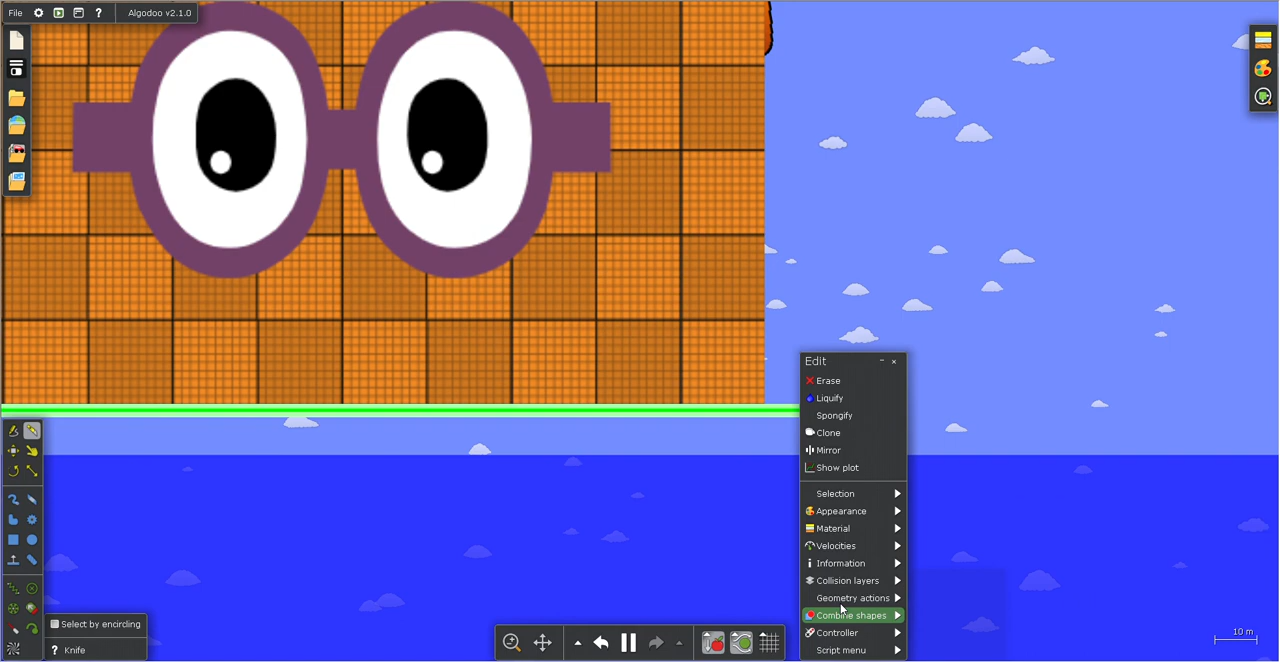 File ? Algodoo v2.1.0
Edit
Erase
Liquify
Spongify
Clone
Mirror
Show plot
Selection
Appearance
Material
Velocities
Information
Collision layers
Geometry actions
Combine shapes
Controller
Script menu
Select by encircling
? Knife
10 m